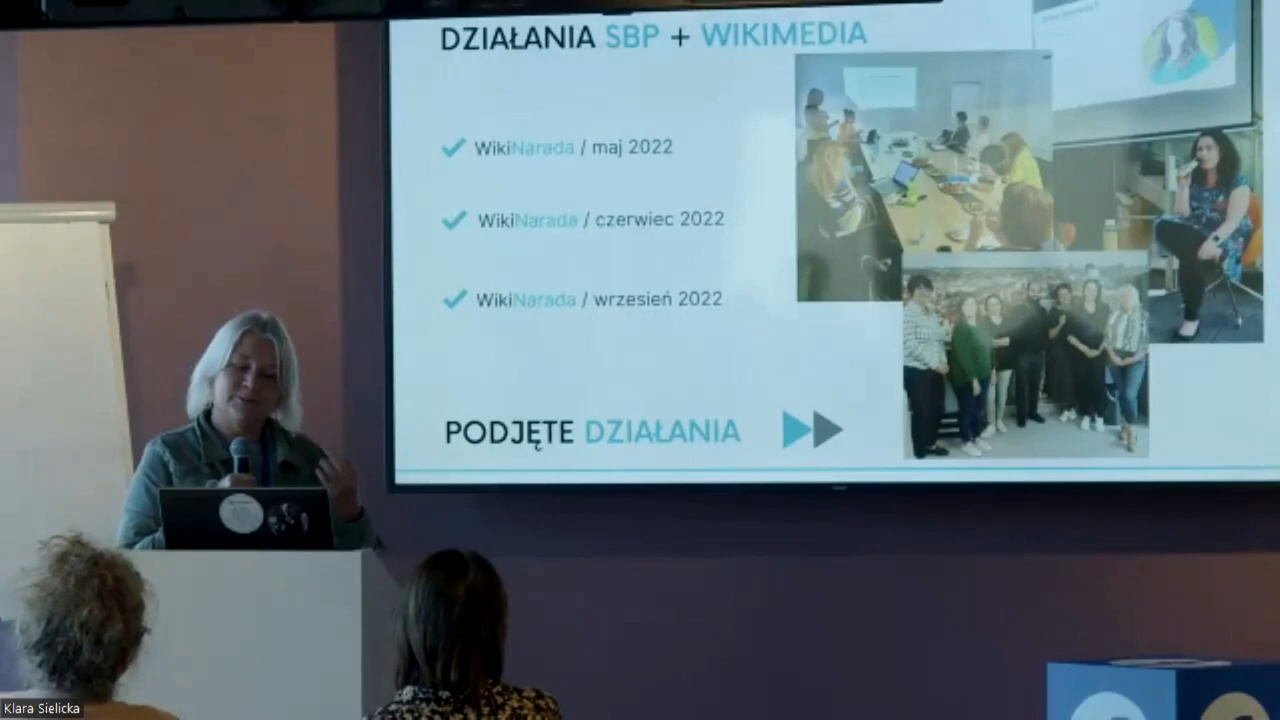 DZIAŁANIA SBP + WIKIMEDIA
WikiNarada / maj 2022
WikiNarada / czerwiec 2022
WikiNarada / wrzesień 2022
PODJĘTE DZIAŁANIA
Klara Sielicka